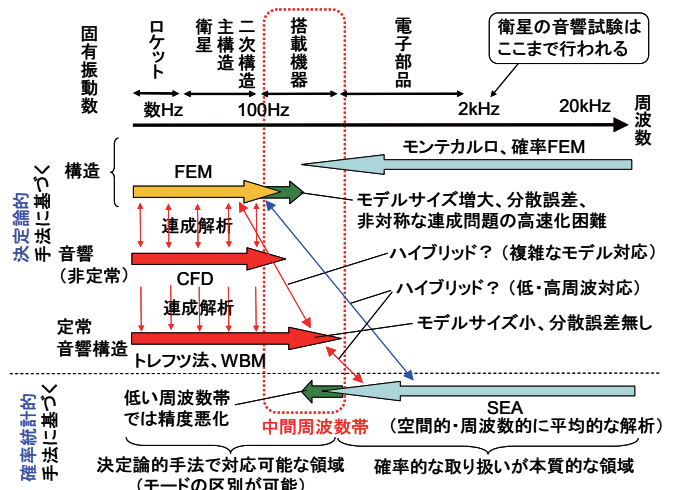 固有振動数
ロケット
衛星
主構造
二次構造
搭載機器
電子部品
衛星の音響試験は
ここまで行われる
数Hz
100Hz
2kHz
20kHz
周波数
モンテカルロ、確率FEM
構造
FEM
モデルサイズ増大、分散誤差、
非対称な連成問題の高速化困難
決定論的
手法に基づく
連成解析
音響
(非定常)
CFD
ハイブリッド?(複雑なモデル対応)
連成解析
ハイブリッド?(低・高周波対応)
定常
音響構造
モデルサイズ小、分散誤差無し
トレフツ法、WBM
確率統計的
手法に基づく
低い周波数帯
では精度悪化
中間周波数帯
SEA
(空間的・周波数的に平均的な解析)
決定論的手法で対応可能な領域
(モードの区別が可能)
確率的な取り扱いが本質的な領域